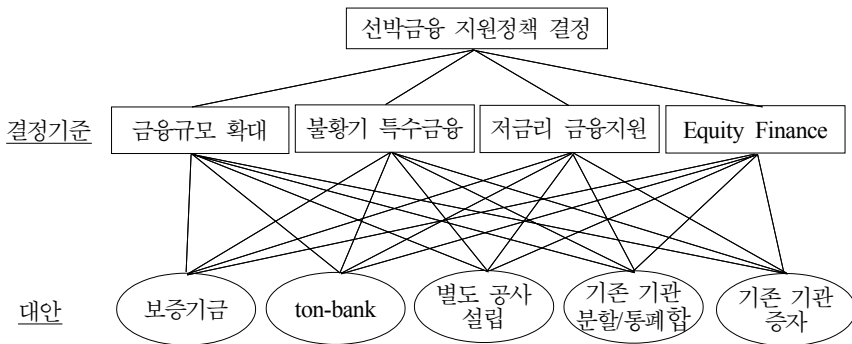 선박금융 지원정책 결정
결정기준
금융규모 확대
불황기 특수금융
저금리 금융지원
Equity Finance
대안
보증기금
ton-bank
별도 공사
설립
기존 기관
분할/통폐합
기존 기관
증자